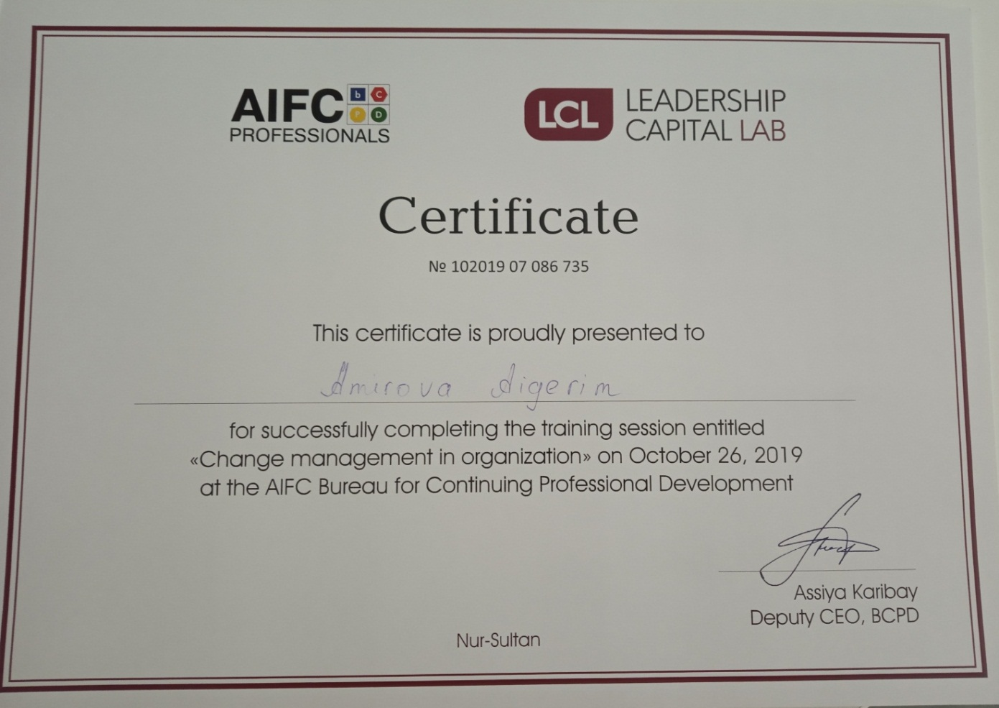 AIFC b C
PROFESSIONALS P D
LCL LEADERSHIP
CAPITAL LAB
Certificate
№ 102019 07 086 735
This certificate is proudly presented to
Amirova Aigerim
for successfully completing the training session entitled
«Change management in organization» on October 26, 2019
at the AIFC Bureau for Continuing Professional Development
Assiya Karibay
Deputy CEO, BCPD
Nur-Sultan